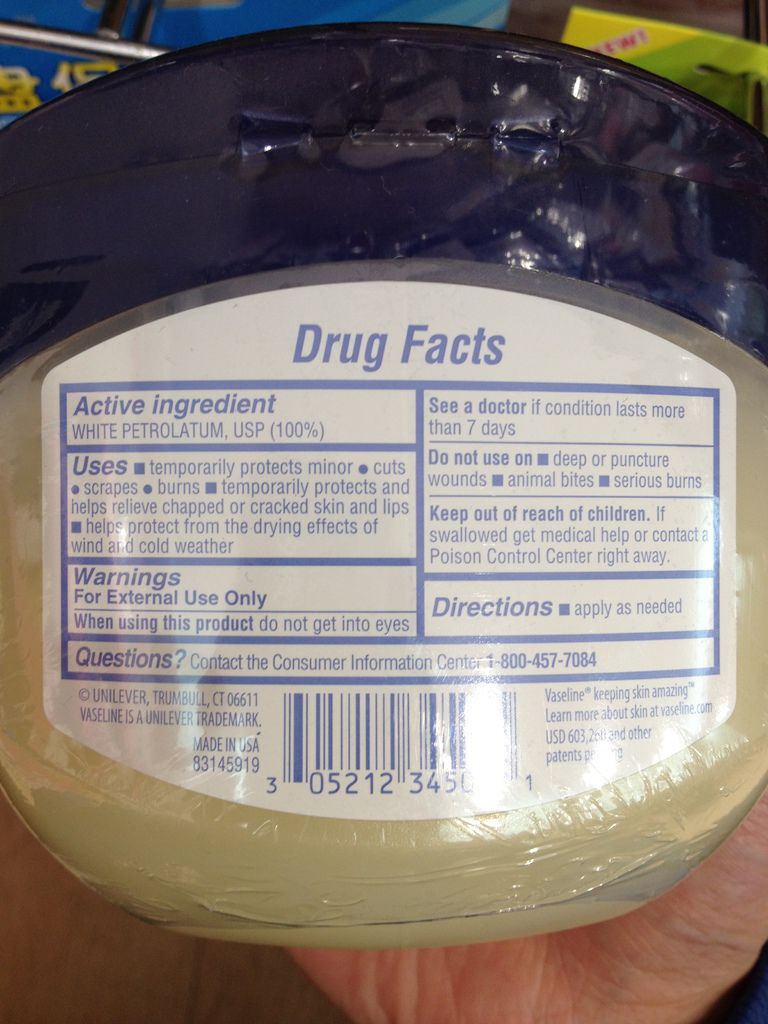 NEW!
Drug Facts
Active ingredient
WHITE PETROLATUM, USP (100%)
Uses ■ temporarily protects minor ● cuts
● scrapes ● burns ■ temporarily protects and
helps relieve chapped or cracked skin and lips
■ helps protect from the drying effects of
wind and cold weather
Warnings
For External Use Only
When using this product do not get into eyes
See a doctor if condition lasts more
than 7 days
Do not use on ■ deep or puncture
wounds ■ animal bites ■ serious burns
Keep out of reach of children. If
swallowed get medical help or contact a
Poison Control Center right away.
Directions ■ apply as needed
Questions? Contact the Consumer Information Center 1-800-457-7084
© UNILEVER, TRUMBULL, CT 06611
VASELINE IS A UNILEVER TRADEMARK.
MADE IN USA
83145919
3 05212 345 1
Vaseline® keeping skin amazing™
Learn more about skin at vaseline.com
USD 603,260 and other
patents